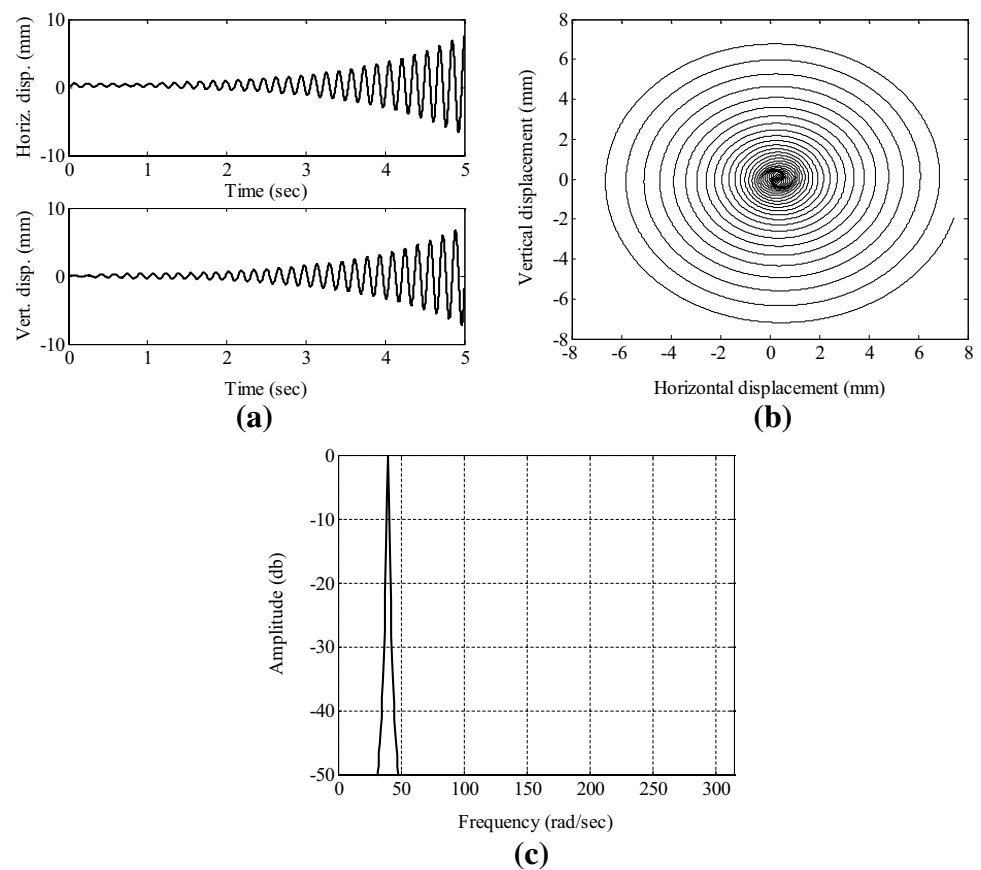 Horiz. disp. (mm)
10
0
-10
0 1 2 3 4 5
Time (sec)
Vert. disp. (mm)
10
0
-10
0 1 2 3 4 5
Time (sec)
(a)
Vertical displacement (mm)
8
6
4
2
0
-2
-4
-6
-8
-8 -6 -4 -2 0 2 4 6 8
Horizontal displacement (mm)
(b)
Amplitude (db)
0
-10
-20
-30
-40
-50
0 50 100 150 200 250 300
Frequency (rad/sec)
(c)